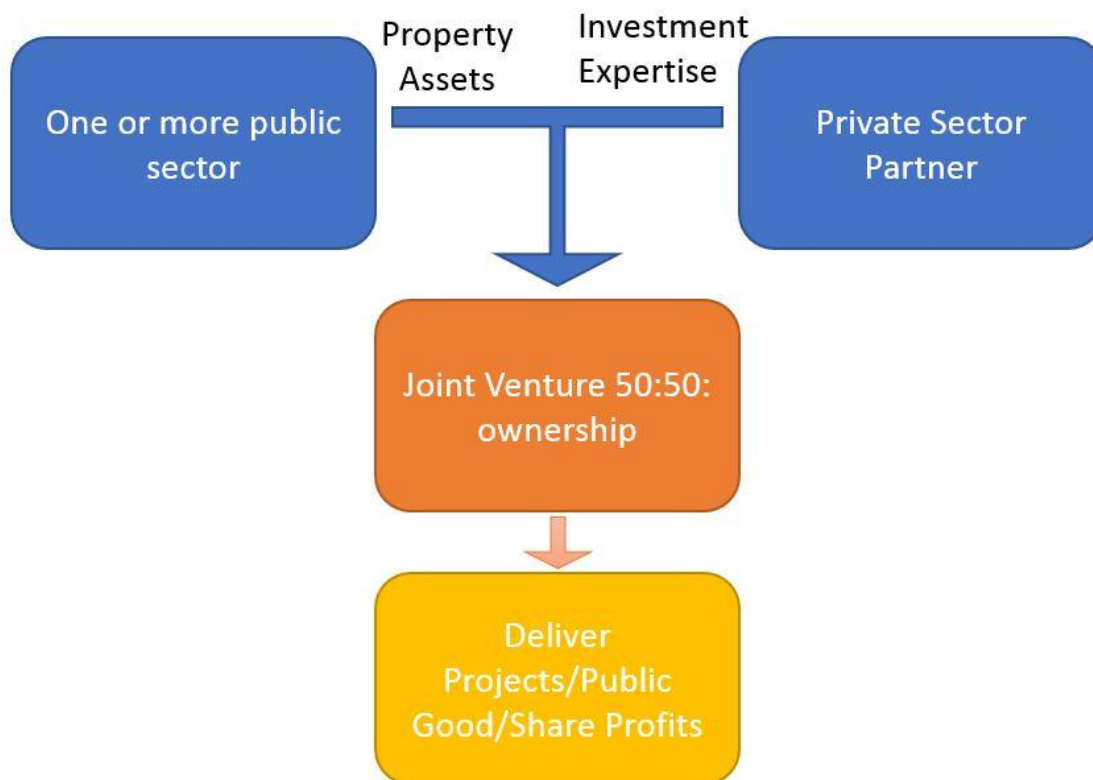 Property
Assets
Investment
Expertise
One or more public
sector
Private Sector
Partner
Joint Venture 50:50:
ownership
Deliver
Projects/Public
Good/Share Profits